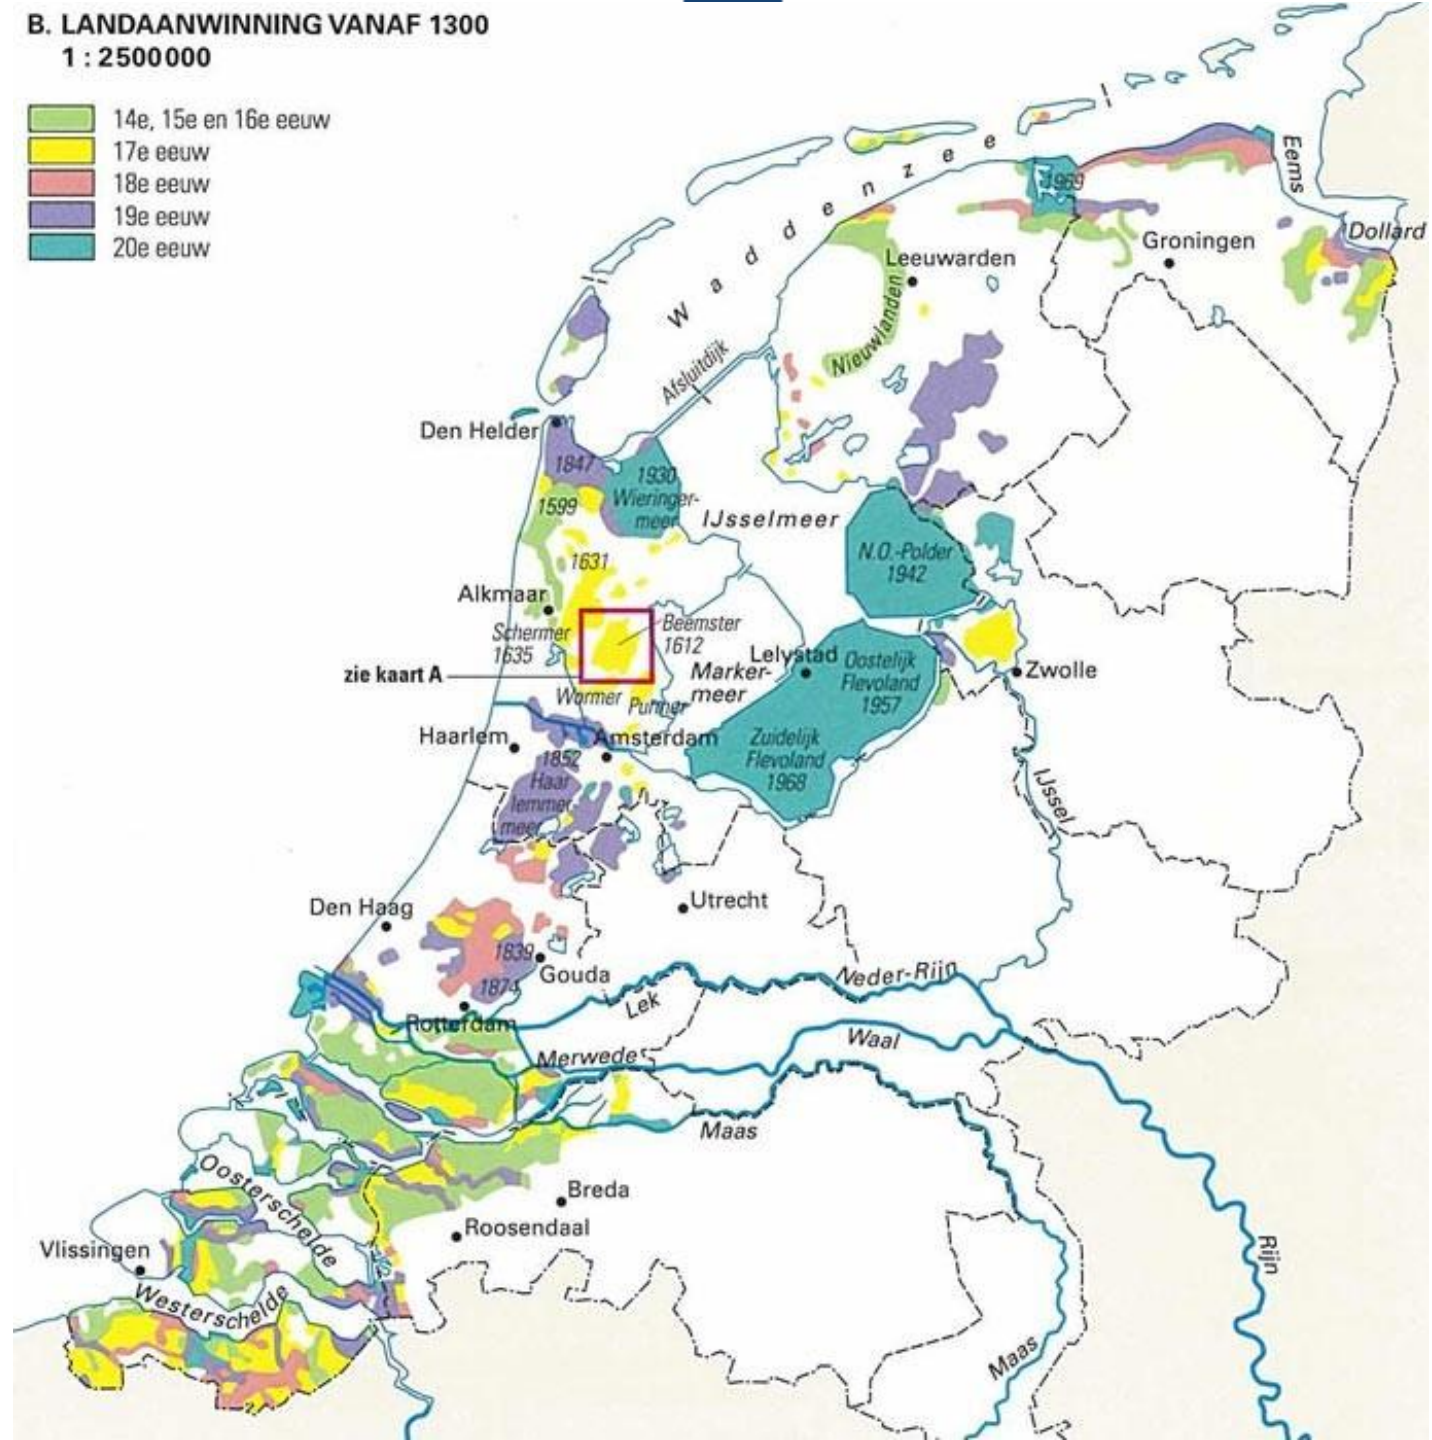 B. LANDAANWINNING VANAF 1300
1 : 2500000
14e, 15e en 16e eeuw
17e eeuw
18e eeuw
19e eeuw
20e eeuw
Waddenzee
Eems
1969
Dollard
Groningen
Leeuwarden
Nieuwlanden
Afsluitdijk
Den Helder
1847
1930
Wieringer-
meer
1599
IJsselmeer
N.O.-Polder
1942
1631
Alkmaar
Schermer
1635
Beemster
1612
zie kaart A
Marker-
meer
Lelystad
Oostelijk
Flevoland
1957
Zwolle
Wormer
Purmer
Haarlem
Amsterdam
Zuidelijk
Flevoland
1968
1852
Haar
lemmer-
meer
IJssel
Utrecht
Den Haag
1839
Gouda
1874
Neder-Rijn
Lek
Rotterdam
Waal
Merwede
Maas
Oosterschelde
Breda
Roosendaal
Vlissingen
Westerschelde
Rijn
Maas